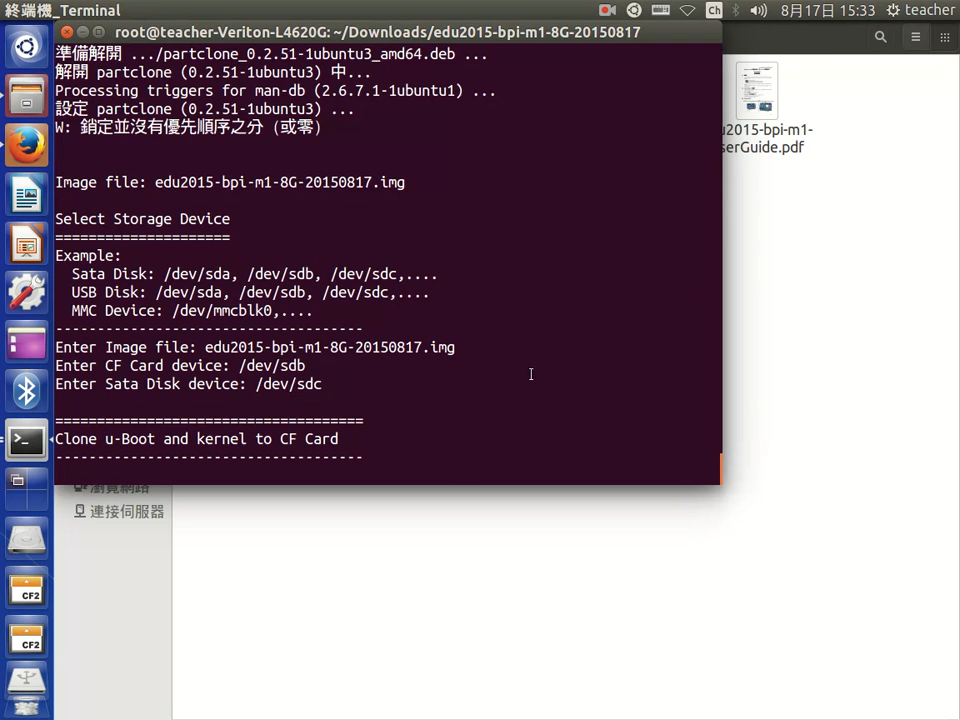 終端機_Terminal
Ch
8月17日 15:33
teacher
root@teacher-Veriton-L4620G: ~/Downloads/edu2015-bpi-m1-8G-20150817
準備解開 .../partclone_0.2.51-1ubuntu3_amd64.deb ...
解開 partclone (0.2.51-1ubuntu3) 中...
Processing triggers for man-db (2.6.7.1-1ubuntu1) ...
設定 partclone (0.2.51-1ubuntu3) ...
W: 銷定並沒有優先順序之分（或零）
Image file: edu2015-bpi-m1-8G-20150817.img
Select Storage Device
=====================
Example:
Sata Disk: /dev/sda, /dev/sdb, /dev/sdc,....
USB Disk: /dev/sda, /dev/sdb, /dev/sdc,....
MMC Device: /dev/mmcblk0,....
-------------------------------------
Enter Image file: edu2015-bpi-m1-8G-20150817.img
Enter CF Card device: /dev/sdb
Enter Sata Disk device: /dev/sdc
=====================================
Clone u-Boot and kernel to CF Card
-------------------------------------
du2015-bpi-m1-
serGuide.pdf
瀏覽網路
連接伺服器
CF2
CF2